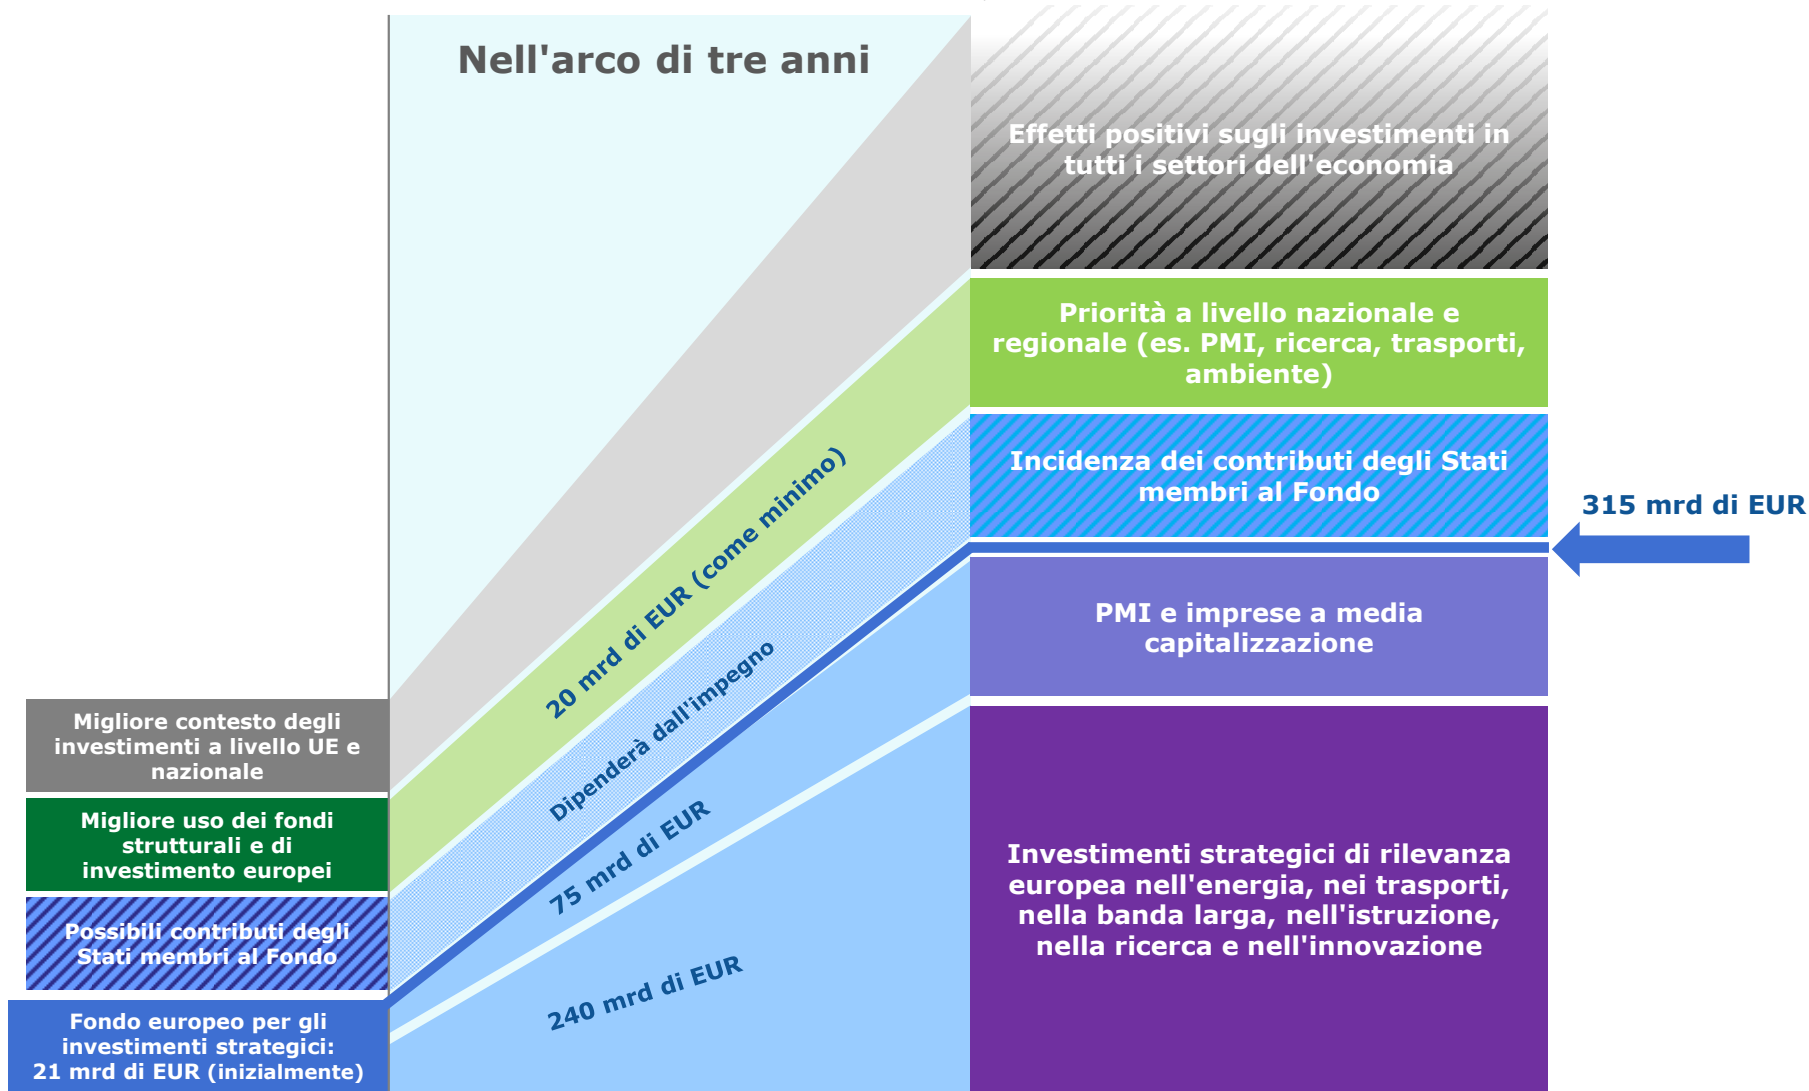 Nell'arco di tre anni
Effetti positivi sugli investimenti in
tutti i settori dell'economia
Priorità a livello nazionale e
regionale (es. PMI, ricerca, trasporti,
ambiente)
Incidenza dei contributi degli Stati
membri al Fondo
315 mrd di EUR
PMI e imprese a media
capitalizzazione
Investimenti strategici di rilevanza
europea nell'energia, nei trasporti,
nella banda larga, nell'istruzione,
nella ricerca e nell'innovazione
20 mrd di EUR (come minimo)
Dipenderà dall'impegno
75 mrd di EUR
240 mrd di EUR
Migliore contesto degli
investimenti a livello UE e
nazionale
Migliore uso dei fondi
strutturali e di
investimento europei
Possibili contributi degli
Stati membri al Fondo
Fondo europeo per gli
investimenti strategici:
21 mrd di EUR (inizialmente)